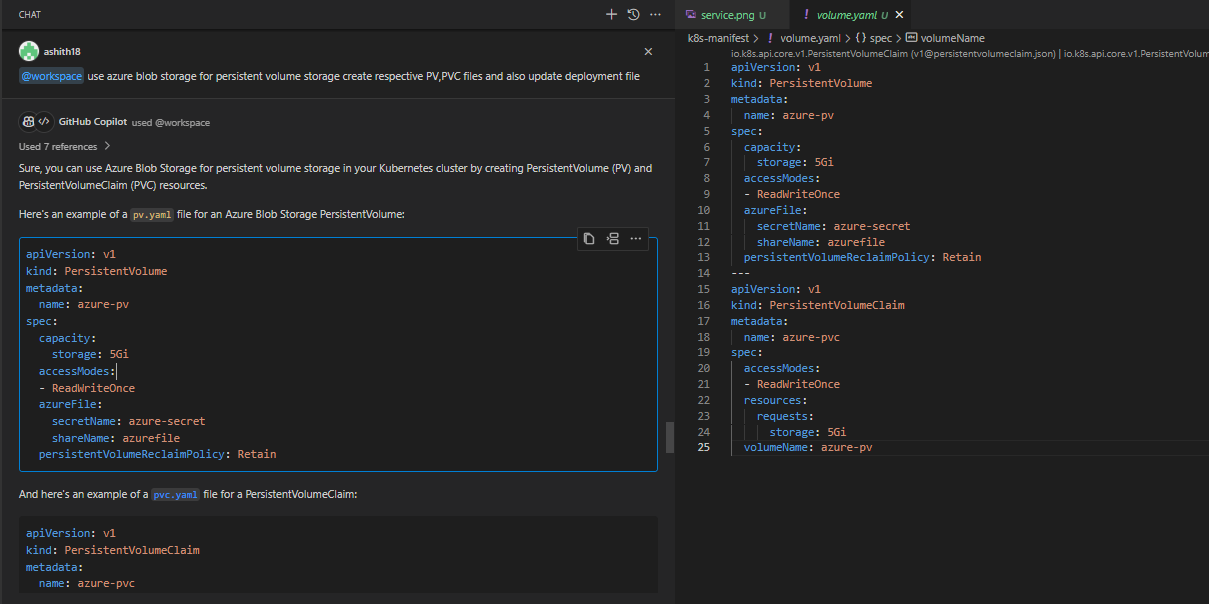 CHAT
ashith18
@workspace use azure blob storage for persistent volume storage create respective PV,PVC files and also update deployment file
GitHub Copilot used @workspace
Used 7 references
Sure, you can use Azure Blob Storage for persistent volume storage in your Kubernetes cluster by creating PersistentVolume (PV) and
PersistentVolumeClaim (PVC) resources.
Here's an example of a pv.yaml file for an Azure Blob Storage PersistentVolume:
apiVersion: v1
kind: PersistentVolume
metadata:
  name: azure-pv
spec:
  capacity:
    storage: 5Gi
  accessModes:
  - ReadWriteOnce
  azureFile:
    secretName: azure-secret
    shareName: azurefile
  persistentVolumeReclaimPolicy: Retain
And here's an example of a pvc.yaml file for a PersistentVolumeClaim:
apiVersion: v1
kind: PersistentVolumeClaim
metadata:
  name: azure-pvc
service.png U
! volume.yaml U
k8s-manifest > ! volume.yaml > {} spec > volumeName
io.k8s.api.core.v1.PersistentVolumeClaim (v1@persistentvolumeclaim.json) | io.k8s.api.core.v1.PersistentVolum
1 apiVersion: v1
2 kind: PersistentVolume
3 metadata:
4   name: azure-pv
5 spec:
6   capacity:
7     storage: 5Gi
8   accessModes:
9   - ReadWriteOnce
10   azureFile:
11     secretName: azure-secret
12     shareName: azurefile
13   persistentVolumeReclaimPolicy: Retain
14 ---
15 apiVersion: v1
16 kind: PersistentVolumeClaim
17 metadata:
18   name: azure-pvc
19 spec:
20   accessModes:
21   - ReadWriteOnce
22   resources:
23     requests:
24       storage: 5Gi
25   volumeName: azure-pv